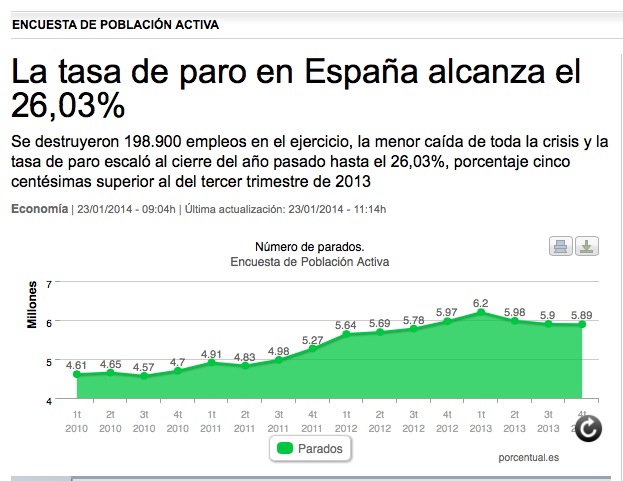 ENCUESTA DE POBLACIÓN ACTIVA
La tasa de paro en España alcanza el
26,03%
Se destruyeron 198.900 empleos en el ejercicio, la menor caída de toda la crisis y la
tasa de paro escaló al cierre del año pasado hasta el 26,03%, porcentaje cinco
centésimas superior al del tercer trimestre de 2013
Economía | 23/01/2014 - 09:04h | Última actualización: 23/01/2014 - 11:14h
Número de parados.
Encuesta de Población Activa
Millones
7
6
5
4
4.61 4.65 4.57 4.7 4.91 4.83 4.98 5.27 5.64 5.69 5.78 5.97 6.2 5.98 5.9 5.89
1t 2t 3t 4t 1t 2t 3t 4t 1t 2t 3t 4t 1t 2t 3t 4t
2010 2010 2010 2010 2011 2011 2011 2011 2012 2012 2012 2012 2013 2013 2013
Parados
porcentual.es